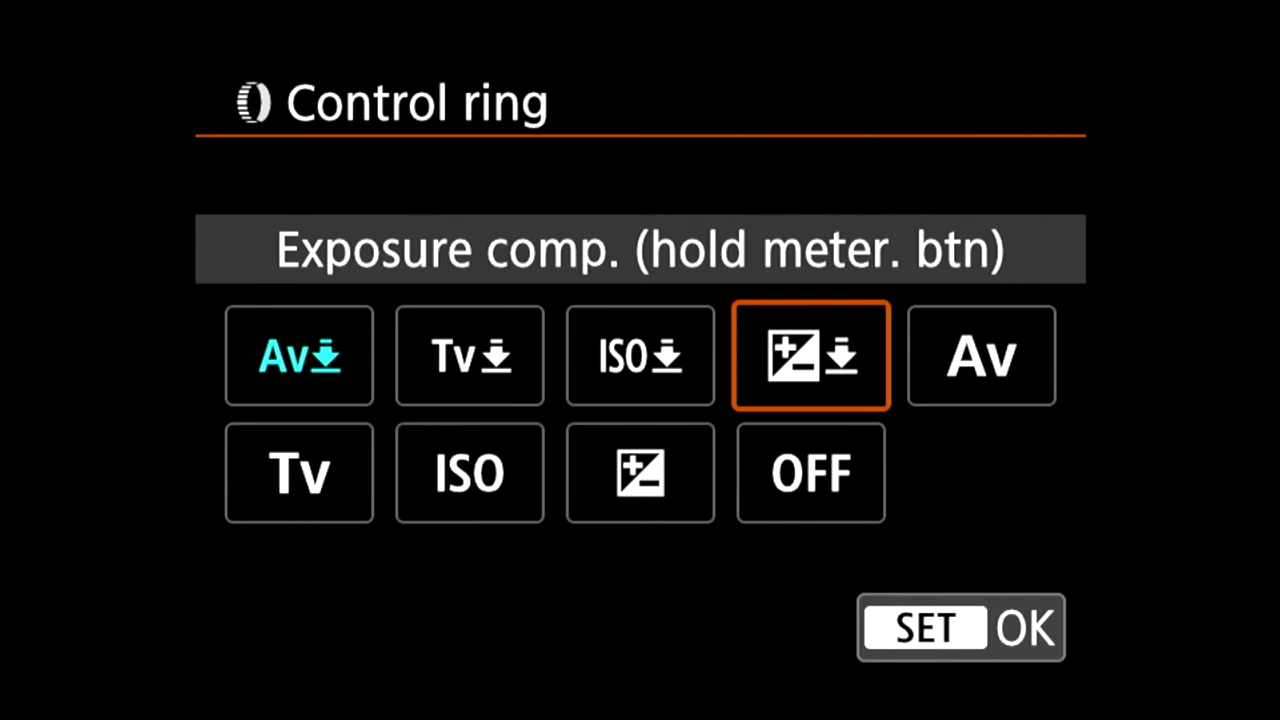 Control ring
Exposure comp. (hold meter. btn)
Av Tv ISO Av
Tv ISO OFF
SET OK